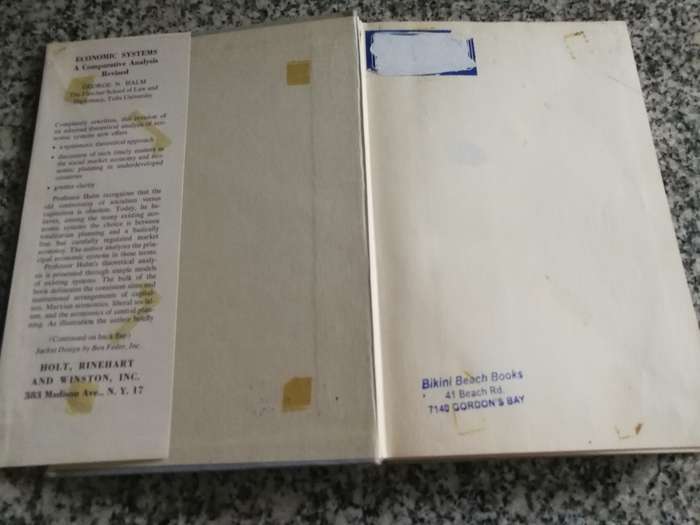 ECONOMIC SYSTEMS
A Comparative Analysis
Revised
GEORGE N. HALM
The Fletcher School of Law and
Diplomacy, Tufts University
Completely rewritten, this revision of
an admired theoretical analysis of eco-
nomic systems now offers
• a systematic theoretical approach
• discussion of such timely matters as
the social market economy and eco-
nomic planning in underdeveloped
countries
• greater clarity
Professor Halm recognizes that the
old controversy of socialism versus
capitalism is obsolete. Today, he be-
lieves, among the many existing eco-
nomic systems the choice is between
totalitarian planning and a basically
free but carefully regulated market
economy. The author analyzes the prin-
cipal economic systems in these terms.
Professor Halm's theoretical analy-
sis is presented through simple models
of existing systems. The bulk of the
book delineates the consistent aims and
institutional arrangements of capital-
ism, Marxian economics, liberal social-
ism, and the economics of central plan-
ning. As illustration the author briefly
(Continued on back flap)
Jacket Design by Ben Feder, Inc.
HOLT, RINEHART
AND WINSTON, INC.
383 Madison Ave., N. Y. 17
Bikini Beach Books
41 Beach Rd.
7140 GORDON'S BAY